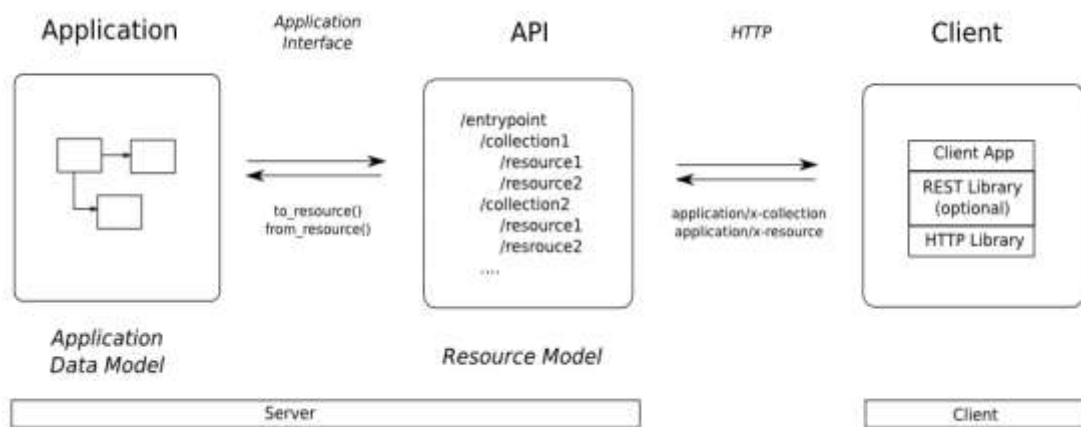 Application
Application
Interface
API
HTTP
Client
/entrypoint
/collection1
/resource1
/resource2
/collection2
/resource1
/resrouce2
....
to_resource()
from_resource()
application/x-collection
application/x-resource
Client App
REST Library
(optional)
HTTP Library
Application
Data Model
Resource Model
Server
Client